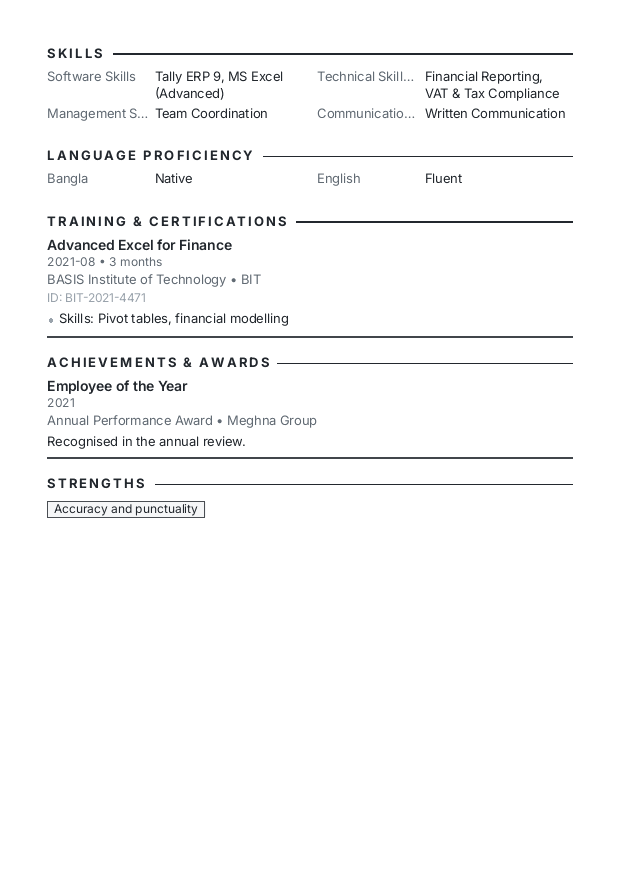 SKILLS
Software Skills Tally ERP 9, MS Excel Technical Skill... Financial Reporting,
(Advanced) VAT & Tax Compliance
Management S... Team Coordination Communicatio... Written Communication
LANGUAGE PROFICIENCY
Bangla Native English Fluent
TRAINING & CERTIFICATIONS
Advanced Excel for Finance
2021-08 • 3 months
BASIS Institute of Technology • BIT
ID: BIT-2021-4471
• Skills: Pivot tables, financial modelling
ACHIEVEMENTS & AWARDS
Employee of the Year
2021
Annual Performance Award • Meghna Group
Recognised in the annual review.
STRENGTHS
Accuracy and punctuality